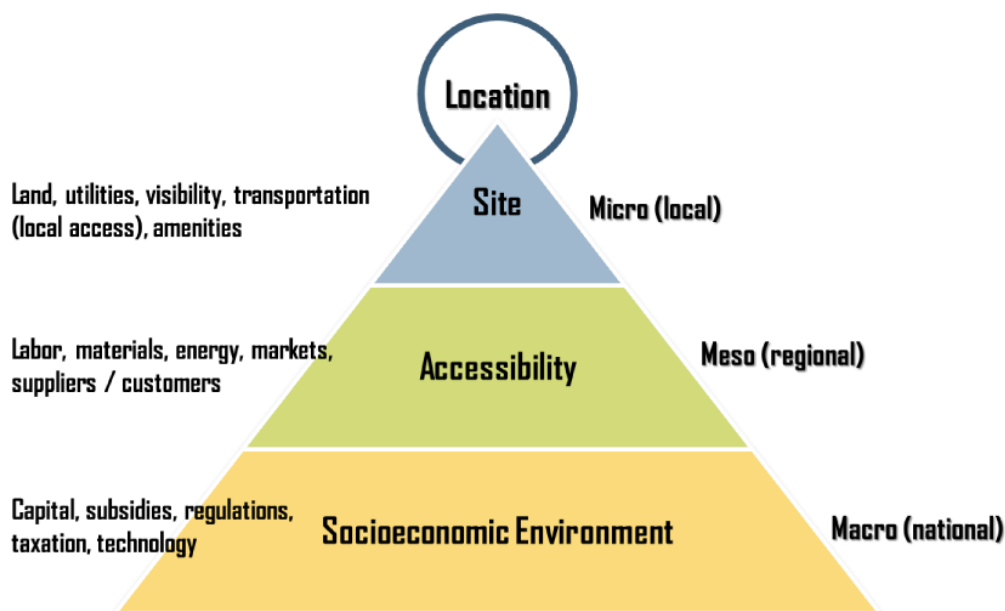 Location
Land, utilities, visibility, transportation
(local access), amenities
Site
Micro (local)
Labor, materials, energy, markets,
suppliers / customers
Accessibility
Meso (regional)
Capital, subsidies, regulations,
taxation, technology
Socioeconomic Environment
Macro (national)